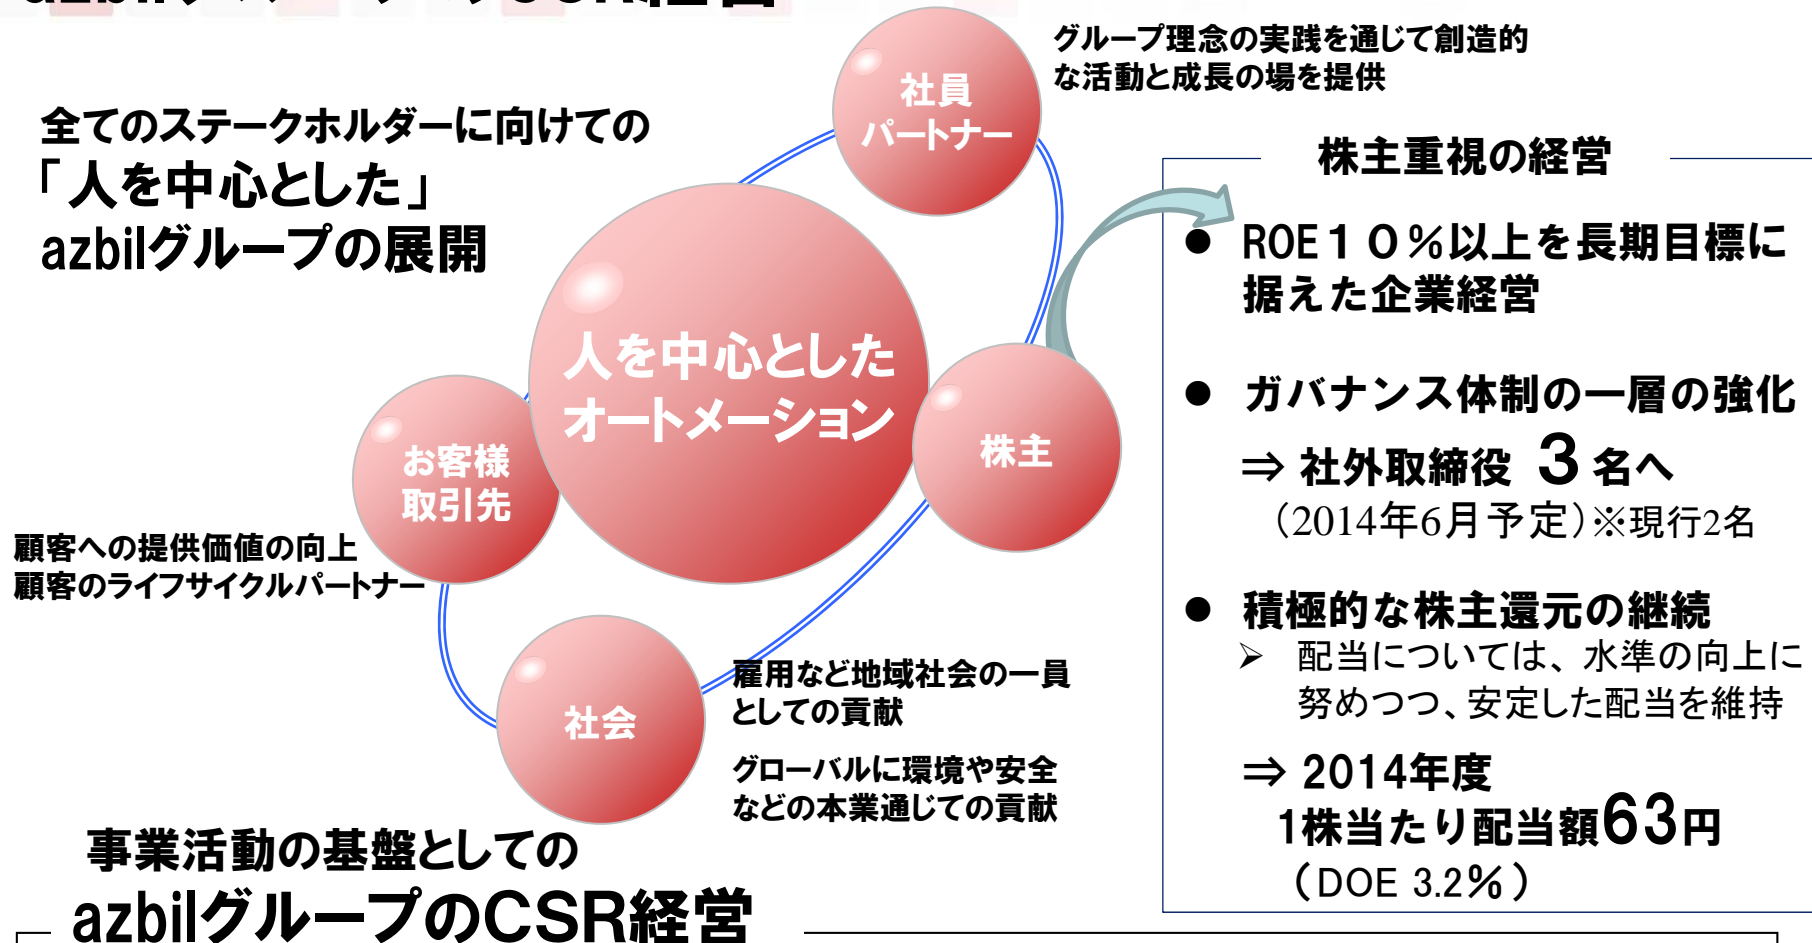 azbilグループのCSR経営
グループ理念の実践を通じて創造的
な活動と成長の場を提供
全てのステークホルダーに向けての
「人を中心とした」
azbilグループの展開
社員
パートナー
人を中心とした
オートメーション
お客様
取引先
株主
社会
顧客への提供価値の向上
顧客のライフサイクルパートナー
雇用など地域社会の一員
としての貢献
グローバルに環境や安全
などの本業通じての貢献
株主重視の経営
● ROE10%以上を長期目標に
据えた企業経営
● ガバナンス体制の一層の強化
⇒ 社外取締役 3名へ
(2014年6月予定)※現行2名
● 積極的な株主還元の継続
➢ 配当については、水準の向上に
努めつつ、安定した配当を維持
⇒ 2014年度
1株当たり配当額63円
(DOE 3.2%)
事業活動の基盤としての
azbilグループのCSR経営